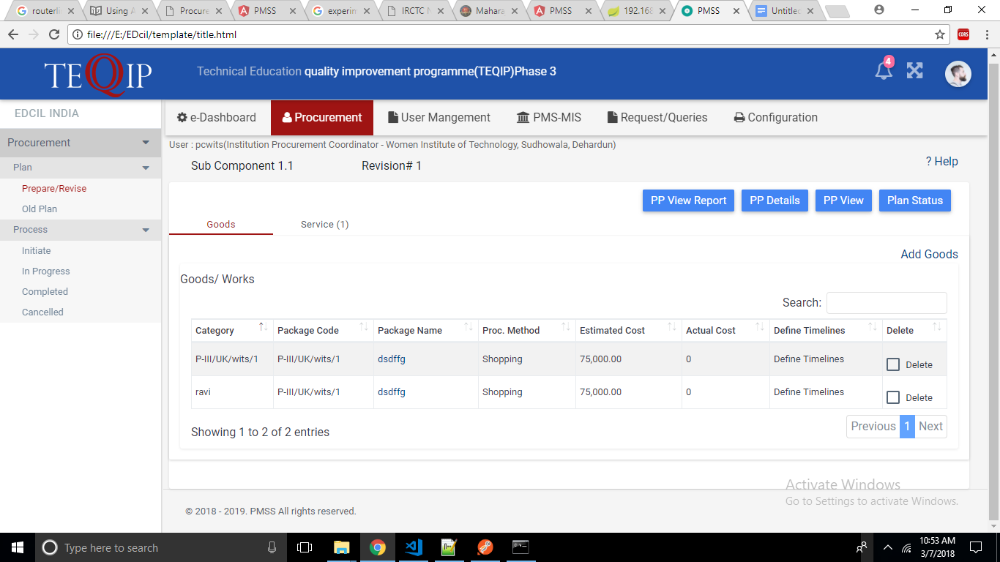 routerli
Using A
Procure
PMSS
experin
IRCTC N
Mahara
PMSS
192.168
PMSS
Untitled
file:///E:/EDcil/template/title.html
CORS
TEQIP
Technical Education quality improvement programme(TEQIP)Phase 3
4
EDCIL INDIA
e-Dashboard
Procurement
User Mangement
PMS-MIS
Request/Queries
Configuration
Procurement
Plan
Prepare/Revise
Old Plan
Process
Initiate
In Progress
Completed
Cancelled
User : pcwits(Institution Procurement Coordinator - Women Institute of Technology, Sudhowala, Dehardun)
Sub Component 1.1
Revision# 1
? Help
PP View Report
PP Details
PP View
Plan Status
Goods
Service (1)
Add Goods
Goods/ Works
Search:
Category Package Code Package Name Proc. Method Estimated Cost Actual Cost Define Timelines Delete
P-III/UK/wits/1 P-III/UK/wits/1 dsdffg Shopping 75,000.00 0 Define Timelines Delete
ravi P-III/UK/wits/1 dsdffg Shopping 75,000.00 0 Define Timelines Delete
Showing 1 to 2 of 2 entries
Previous 1 Next
Activate Windows
Go to Settings to activate Windows.
© 2018 - 2019. PMSS All rights reserved.
Type here to search
10:53 AM
3/7/2018